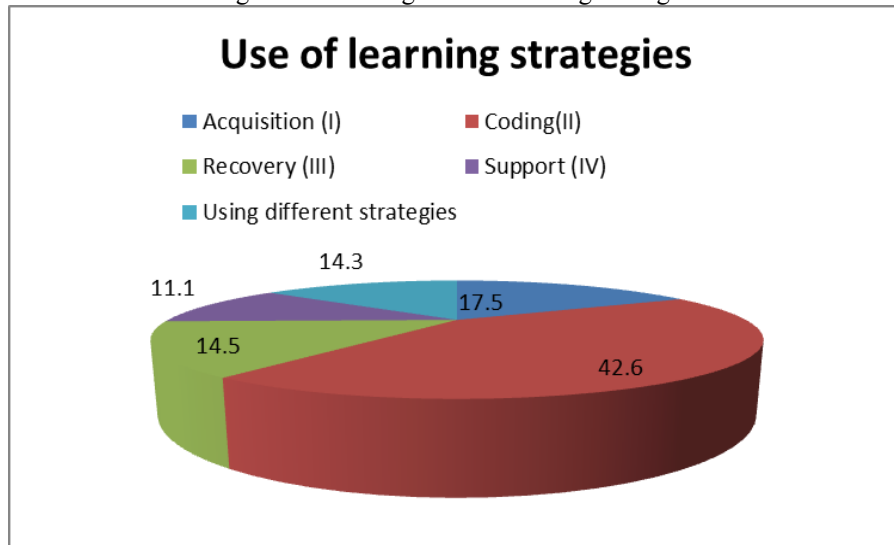 Use of learning strategies
Acquisition (I) Coding(II)
Recovery (III) Support (IV)
Using different strategies
14.3
11.1
17.5
14.5
42.6